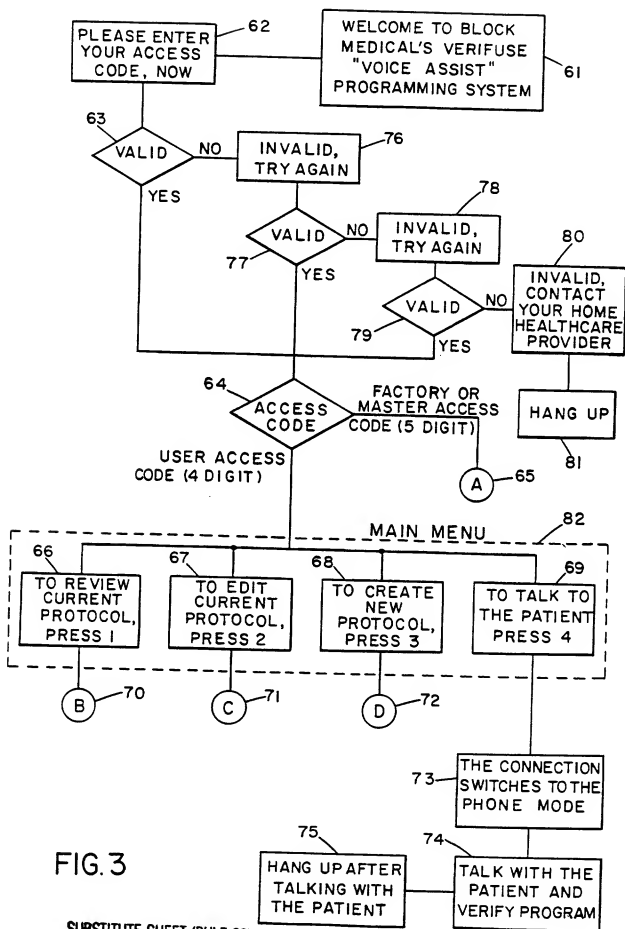 62
PLEASE ENTER
YOUR ACCESS
CODE, NOW
WELCOME TO BLOCK
MEDICAL'S VERIFUSE
"VOICE ASSIST"
PROGRAMMING SYSTEM
61
63
VALID
NO
YES
76
INVALID,
TRY AGAIN
77
VALID
NO
YES
78
INVALID,
TRY AGAIN
79
VALID
NO
YES
80
INVALID,
CONTACT
YOUR HOME
HEALTHCARE
PROVIDER
HANG UP
81
64
ACCESS
CODE
FACTORY OR
MASTER ACCESS
CODE (5 DIGIT)
A
65
USER ACCESS
CODE (4 DIGIT)
MAIN MENU
82
66
TO REVIEW
CURRENT
PROTOCOL,
PRESS 1
67
TO EDIT
CURRENT
PROTOCOL,
PRESS 2
68
TO CREATE
NEW
PROTOCOL,
PRESS 3
69
TO TALK TO
THE PATIENT
PRESS 4
B
70
C
71
D
72
73
THE CONNECTION
SWITCHES TO THE
PHONE MODE
74
TALK WITH THE
PATIENT AND
VERIFY PROGRAM
75
HANG UP AFTER
TALKING WITH
THE PATIENT
FIG. 3
SUBSTITUTE SHEET